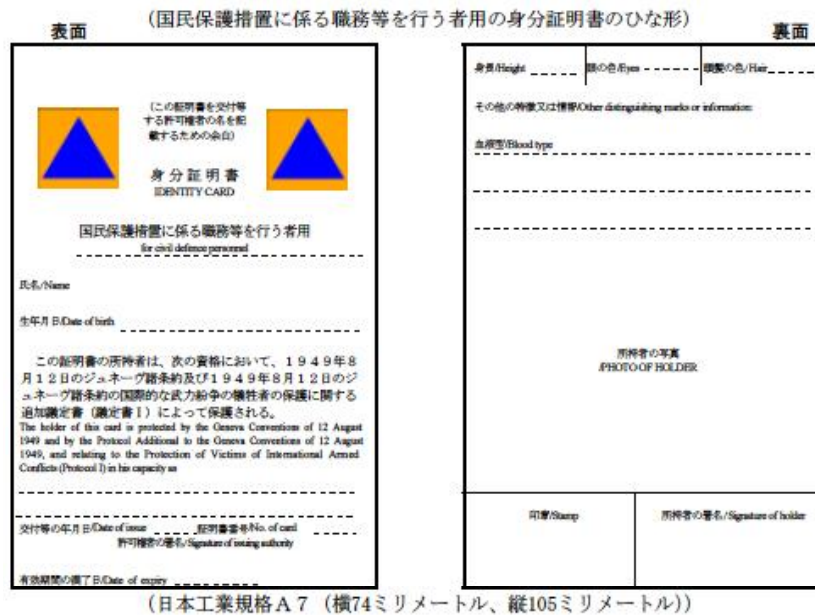 (国民保護措置に係る職務等を行う者用の身分証明書のひな形)
表面
(この証明書を交付等
する許可権者の名を記
載するための余白)
身分証明書
IDENTITY CARD
国民保護措置に係る職務等を行う者用
for civil defence personnel
氏名/Name
生年月日/Date of birth
この証明書の所持者は、次の資格において、1949年8
月12日のジュネーヴ諸条約及び1949年8月12日のジ
ュネーヴ諸条約の国際的な武力紛争の犠牲者の保護に関する
追加議定書(議定書Ⅰ)によって保護される。
The holder of this card is protected by the Geneva Conventions of 12 August
1949 and by the Protocol Additional to the Geneva Conventions of 12 August
1949, and relating to the Protection of Victims of International Armed
Conflicts (Protocol I) in his capacity as
交付等の年月日/Date of issue 証明書番号/No. of card
許可権者の署名/Signature of issuing authority
有効期間の満了日/Date of expiry
裏面
身長/Height 眼の色/Eyes 頭髪の色/Hair
その他の特徴又は情報/Other distinguishing marks or information:
血液型/Blood type
所持者の写真
/PHOTO OF HOLDER
印章/Stamp 所持者の署名/Signature of holder
(日本工業規格A7(横74ミリメートル、縦105ミリメートル))